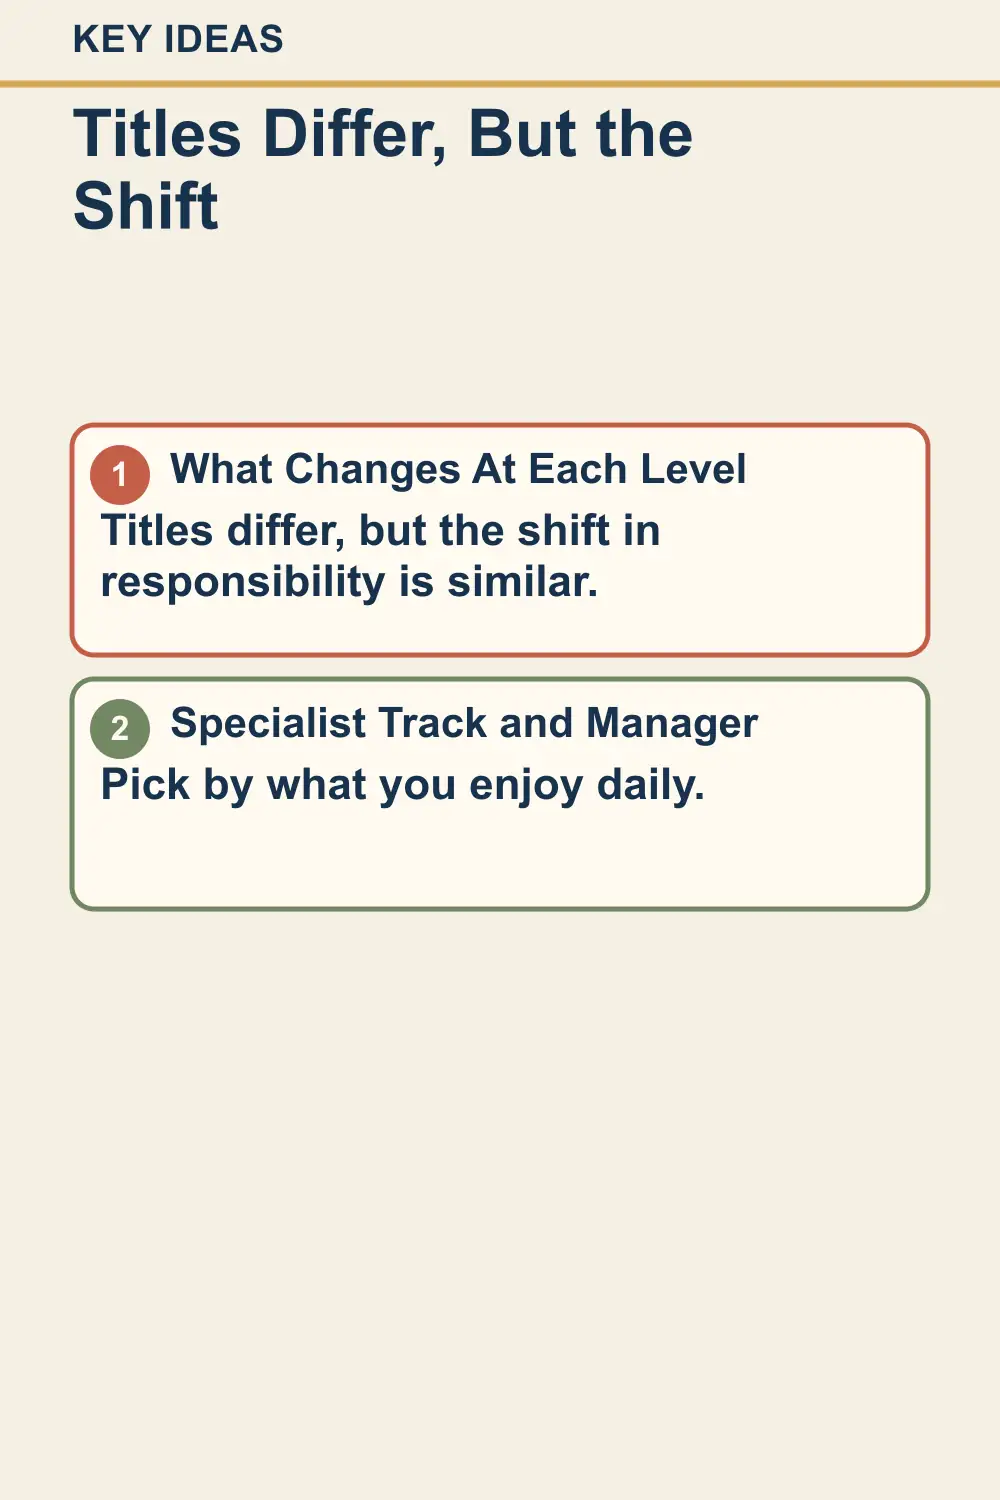 KEY IDEAS
Titles Differ, But the
Shift
1 What Changes At Each Level
Titles differ, but the shift in
responsibility is similar.
2 Specialist Track and Manager
Pick by what you enjoy daily.